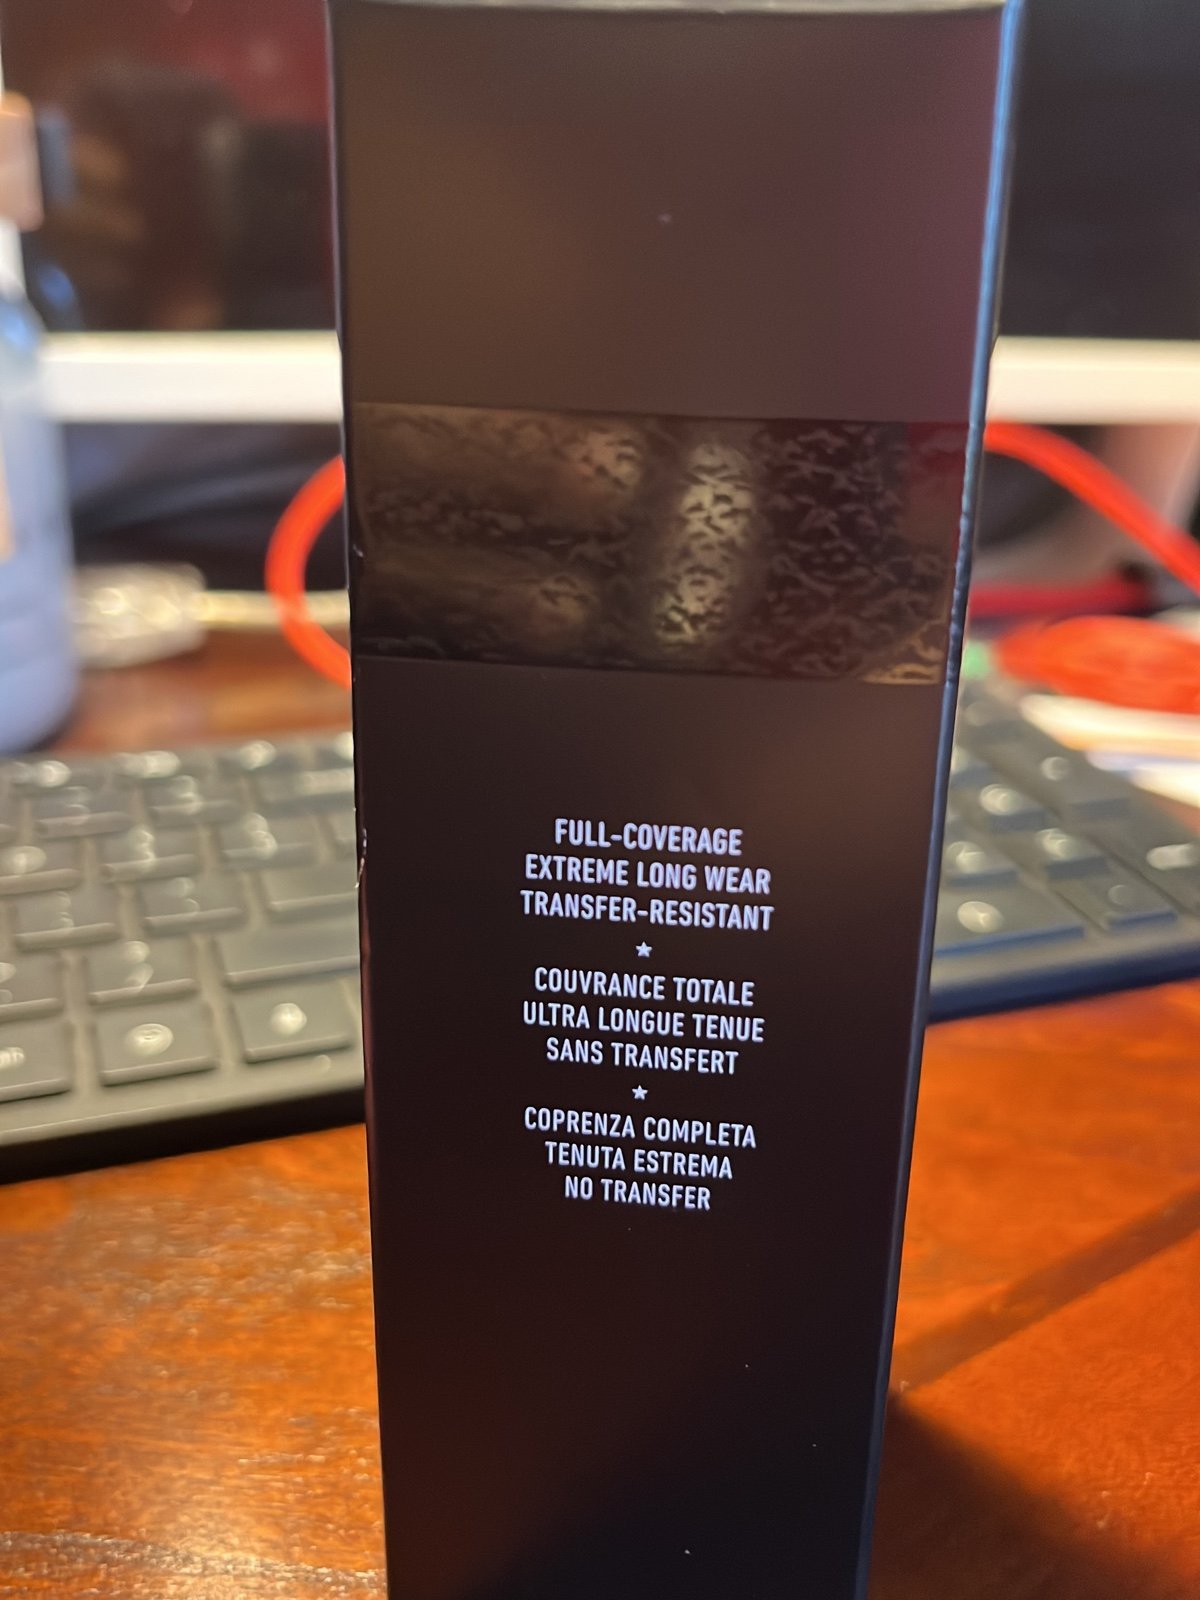 FULL-COVERAGE
EXTREME LONG WEAR
TRANSFER-RESISTANT
★
COUVRANCE TOTALE
ULTRA LONGUE TENUE
SANS TRANSFERT
★
COPRENZA COMPLETA
TENUTA ESTREMA
NO TRANSFER